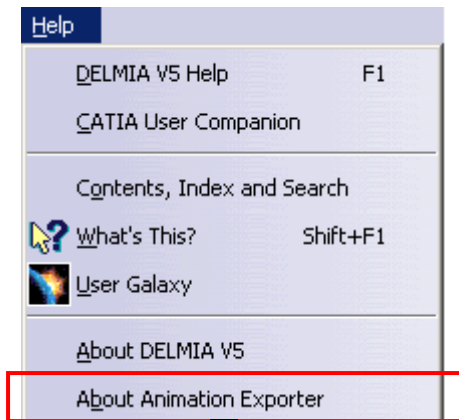 Help
DELMIA V5 Help F1
CATIA User Companion
Contents, Index and Search
What's This? Shift+F1
User Galaxy
About DELMIA V5
About Animation Exporter